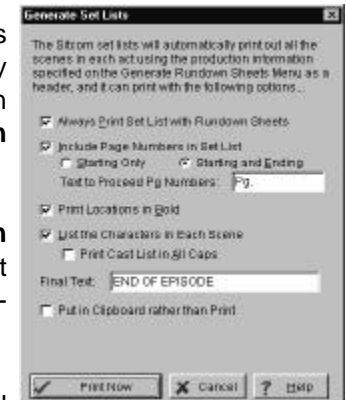 Generate Set Lists
The Sitcom set lists will automatically print out all the
scenes in each act using the production information
specified on the Generate Rundown Sheets Menu as a
header, and it can print with the following options...
Always Print Set List with Rundown Sheets
Include Page Numbers in Set List
Starting Only Starting and Ending
Text to Proceed Pg Numbers: Pg.
Print Locations in Bold
List the Characters in Each Scene
Print Cast List in All Caps
Final Text: END OF EPISODE
Put in Clipboard rather than Print
Print Now Cancel ? Help